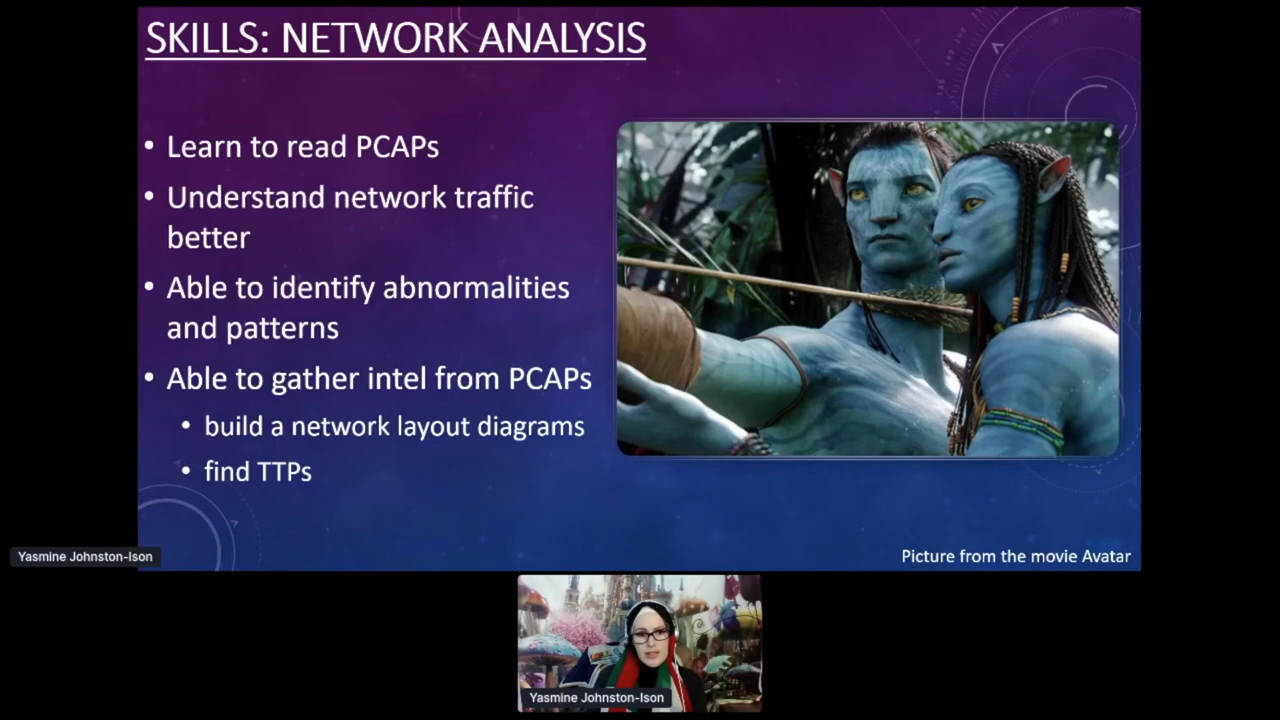 SKILLS: NETWORK ANALYSIS
• Learn to read PCAPs
• Understand network traffic
better
• Able to identify abnormalities
and patterns
• Able to gather intel from PCAPs
• build a network layout diagrams
• find TTPs
Picture from the movie Avatar
Yasmine Johnston-Ison
Yasmine Johnston-Ison